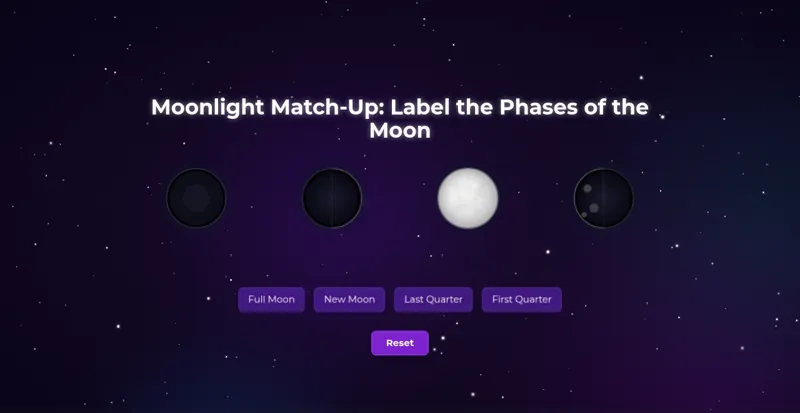 Moonlight Match-Up: Label the Phases of the
Moon
Full Moon
New Moon
Last Quarter
First Quarter
Reset